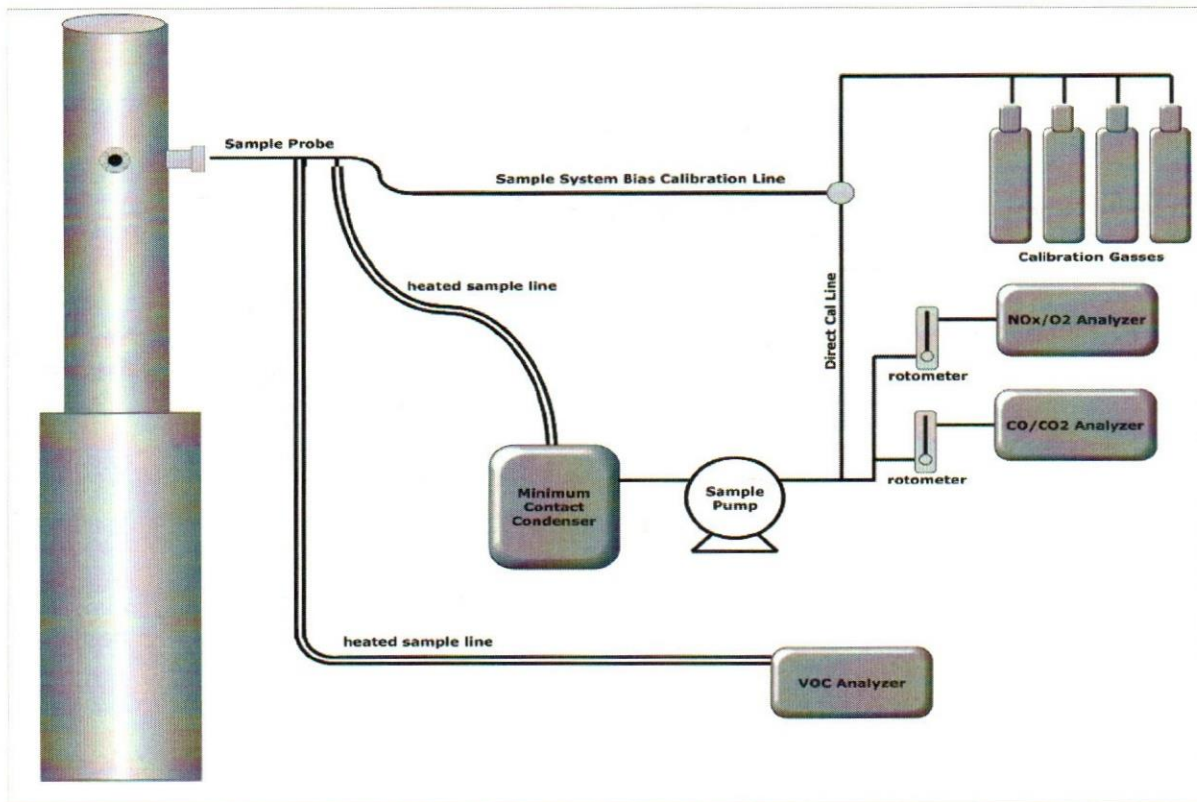 Sample Probe
Sample System Bias Calibration Line
Calibration Gasses
heated sample line
Direct Cal Line
NOx/O2 Analyzer
rotometer
CO/CO2 Analyzer
rotometer
Minimum
Contact
Condenser
Sample
Pump
heated sample line
VOC Analyzer